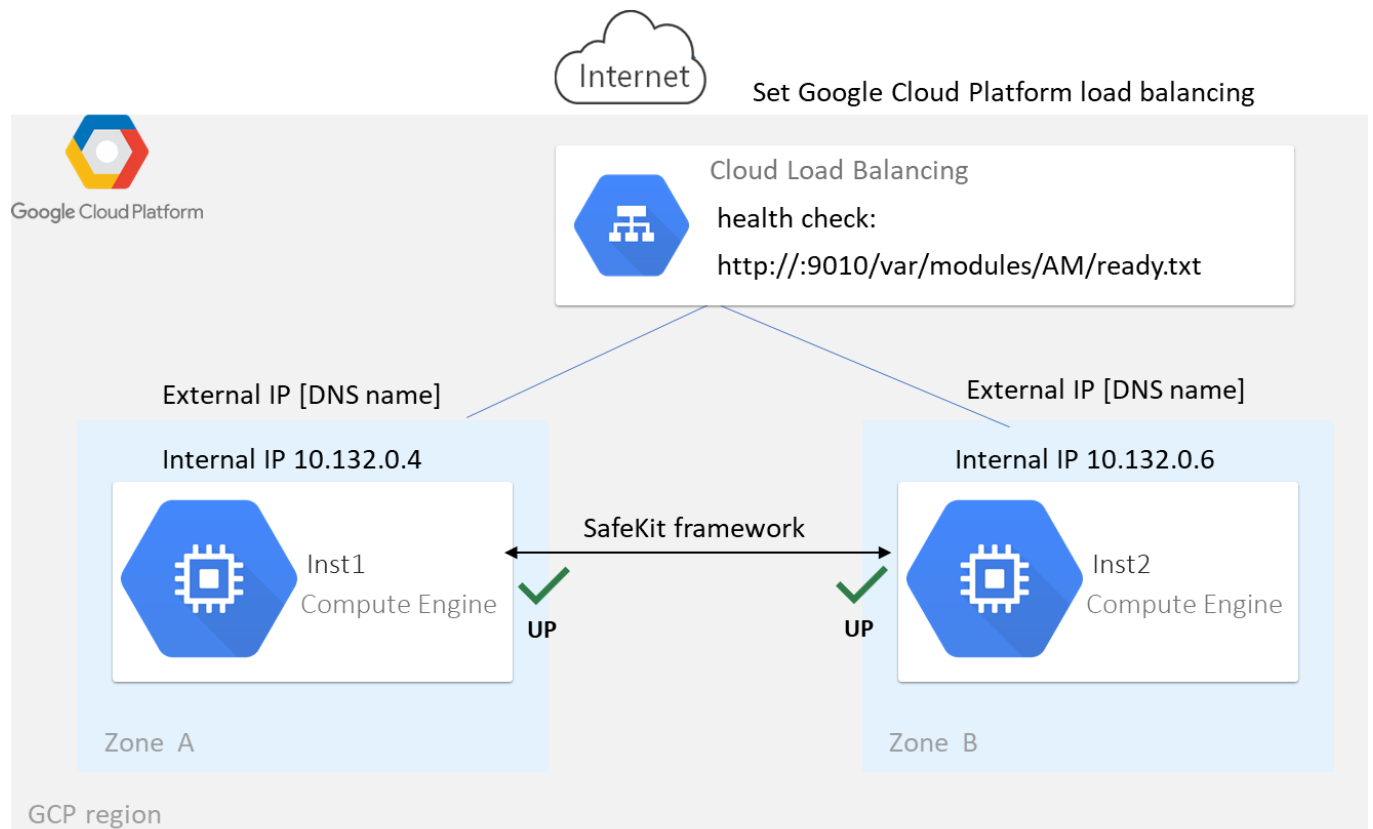 Internet
Set Google Cloud Platform load balancing
Google Cloud Platform
Cloud Load Balancing
health check:
http://:9010/var/modules/AM/ready.txt
External IP [DNS name]
External IP [DNS name]
Internal IP 10.132.0.4
Internal IP 10.132.0.6
SafeKit framework
Inst1
Compute Engine
Inst2
Compute Engine
UP
UP
Zone A
Zone B
GCP region